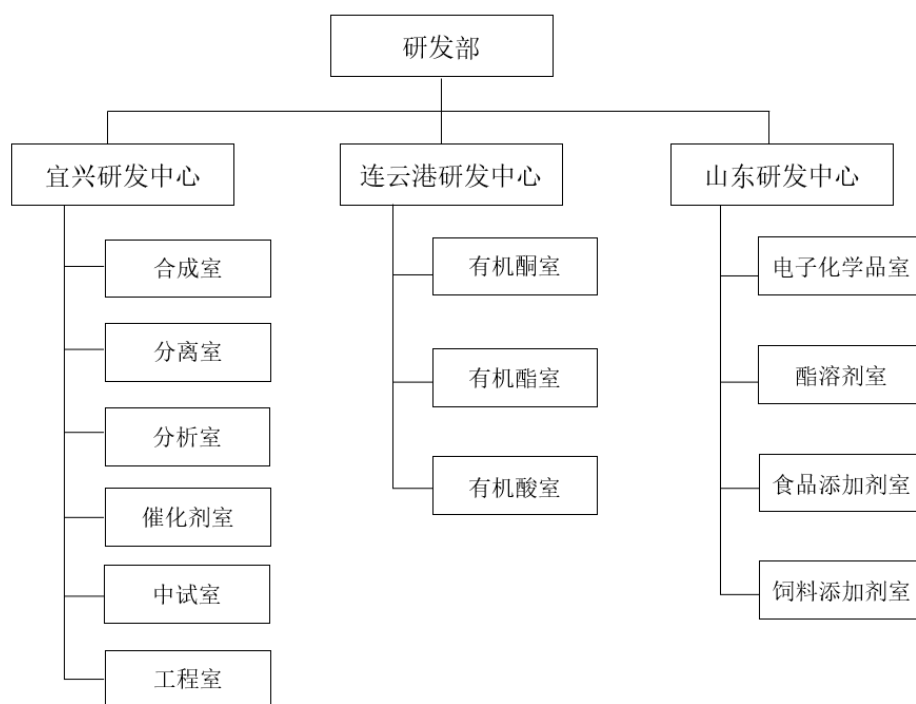 研发部
宜兴研发中心
连云港研发中心
山东研发中心
合成室
分离室
分析室
催化剂室
中试室
工程室
有机酮室
有机酯室
有机酸室
电子化学品室
酯溶剂室
食品添加剂室
饲料添加剂室